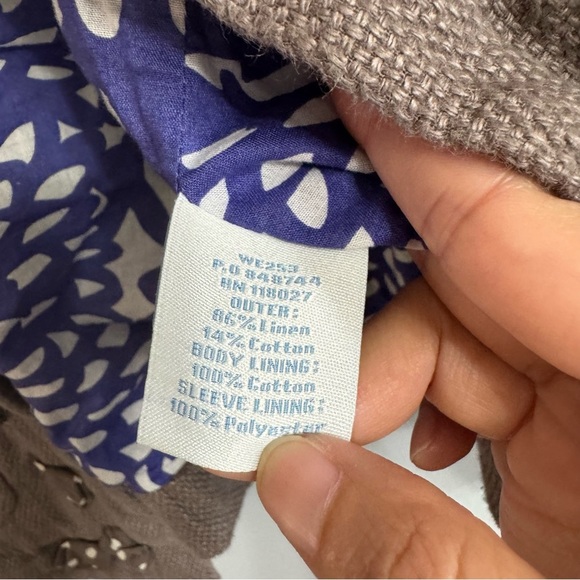 WE253
P.O 848744
RN 118027
OUTER:
86% Linen
14% Cotton
BODY LINING:
100% Cotton
SLEEVE LINING:
100% Polyester